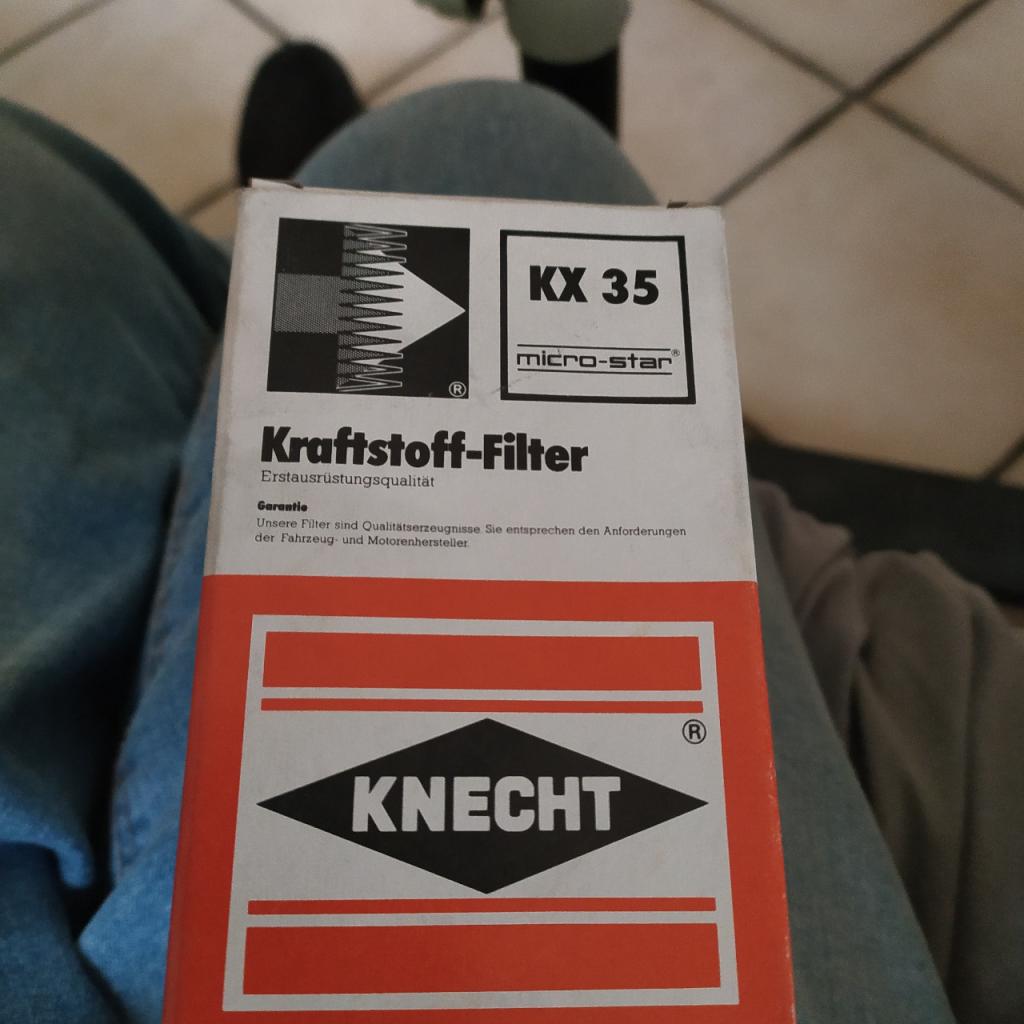 ®
KX 35
micro-star®
Kraftstoff-Filter
Erstausrüstungsqualität
Garantie
Unsere Filter sind Qualitätserzeugnisse. Sie entsprechen den Anforderungen
der Fahrzeug- und Motorenhersteller.
®
KNECHT